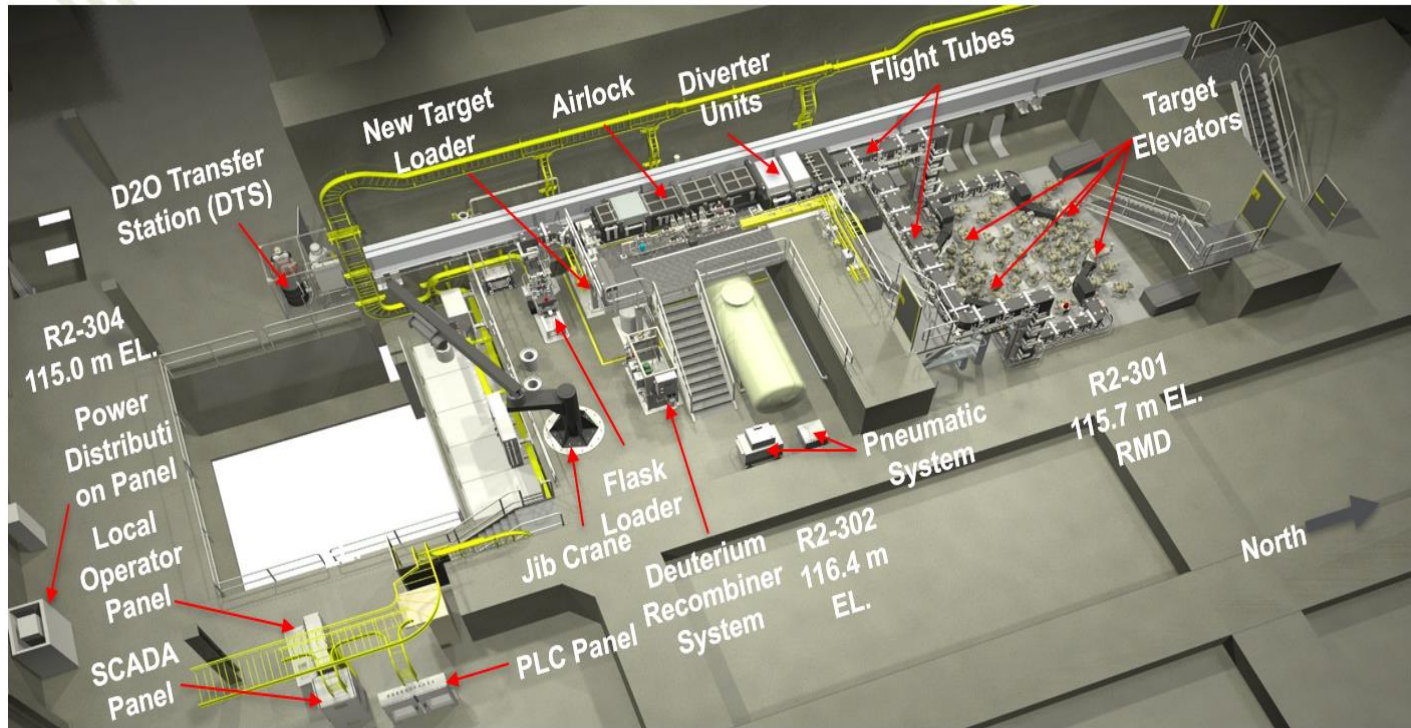 Flight Tubes
Diverter
Units
Airlock
New Target
Loader
Target
Elevators
D2O Transfer
Station (DTS)
R2-304
115.0 m EL.
Power
Distributi
on Panel
Local
Operator
Panel
SCADA
Panel
PLC Panel
Jib Crane
Flask
Loader
Deuterium
Recombiner
System
R2-302
116.4 m
EL.
Pneumatic
System
R2-301
115.7 m EL.
RMD
North